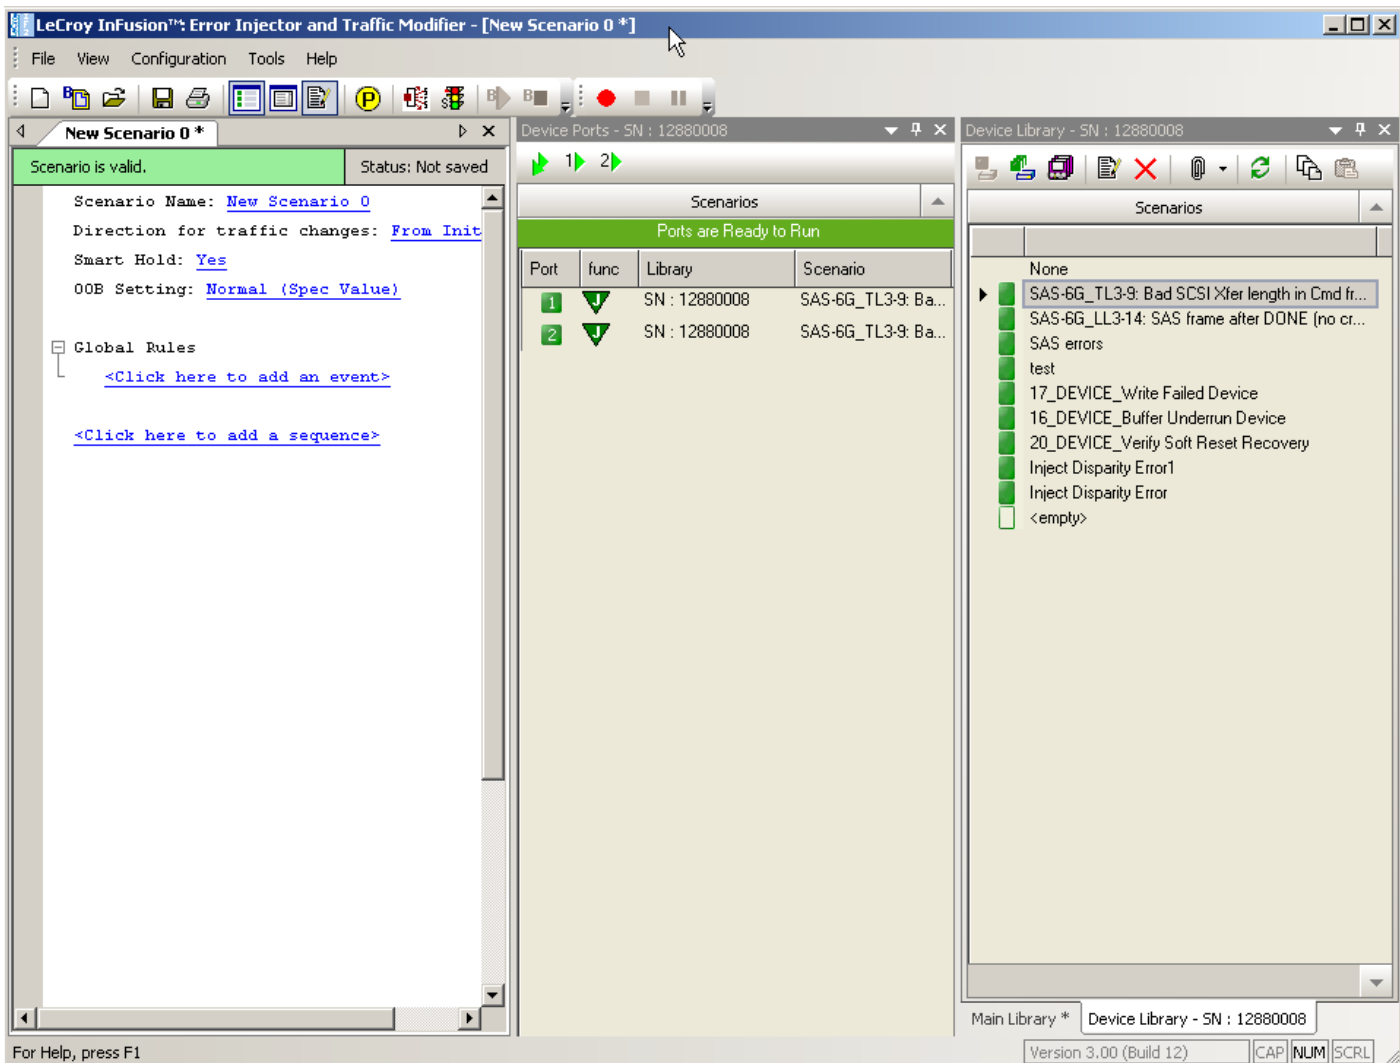 LeCroy InFusion™: Error Injector and Traffic Modifier - [New Scenario 0 *]
File View Configuration Tools Help
New Scenario 0 *
Scenario is valid.
Status: Not saved
Scenario Name: New Scenario 0
Direction for traffic changes: From Init
Smart Hold: Yes
OOB Setting: Normal (Spec Value)
Global Rules
<Click here to add an event>
<Click here to add a sequence>
Device Ports - SN : 12880008
1 2
Scenarios
Ports are Ready to Run
Port func Library Scenario
1 J SN : 12880008 SAS-6G_TL3-9: Ba...
2 J SN : 12880008 SAS-6G_TL3-9: Ba...
Device Library - SN : 12880008
Scenarios
None
SAS-6G_TL3-9: Bad SCSI Xfer length in Cmd fr...
SAS-6G_LL3-14: SAS frame after DONE (no cr...
SAS errors
test
17_DEVICE_Write Failed Device
16_DEVICE_Buffer Underrun Device
20_DEVICE_Verify Soft Reset Recovery
Inject Disparity Error1
Inject Disparity Error
<empty>
Main Library * Device Library - SN : 12880008
For Help, press F1
Version 3.00 (Build 12) CAP NUM SCRL